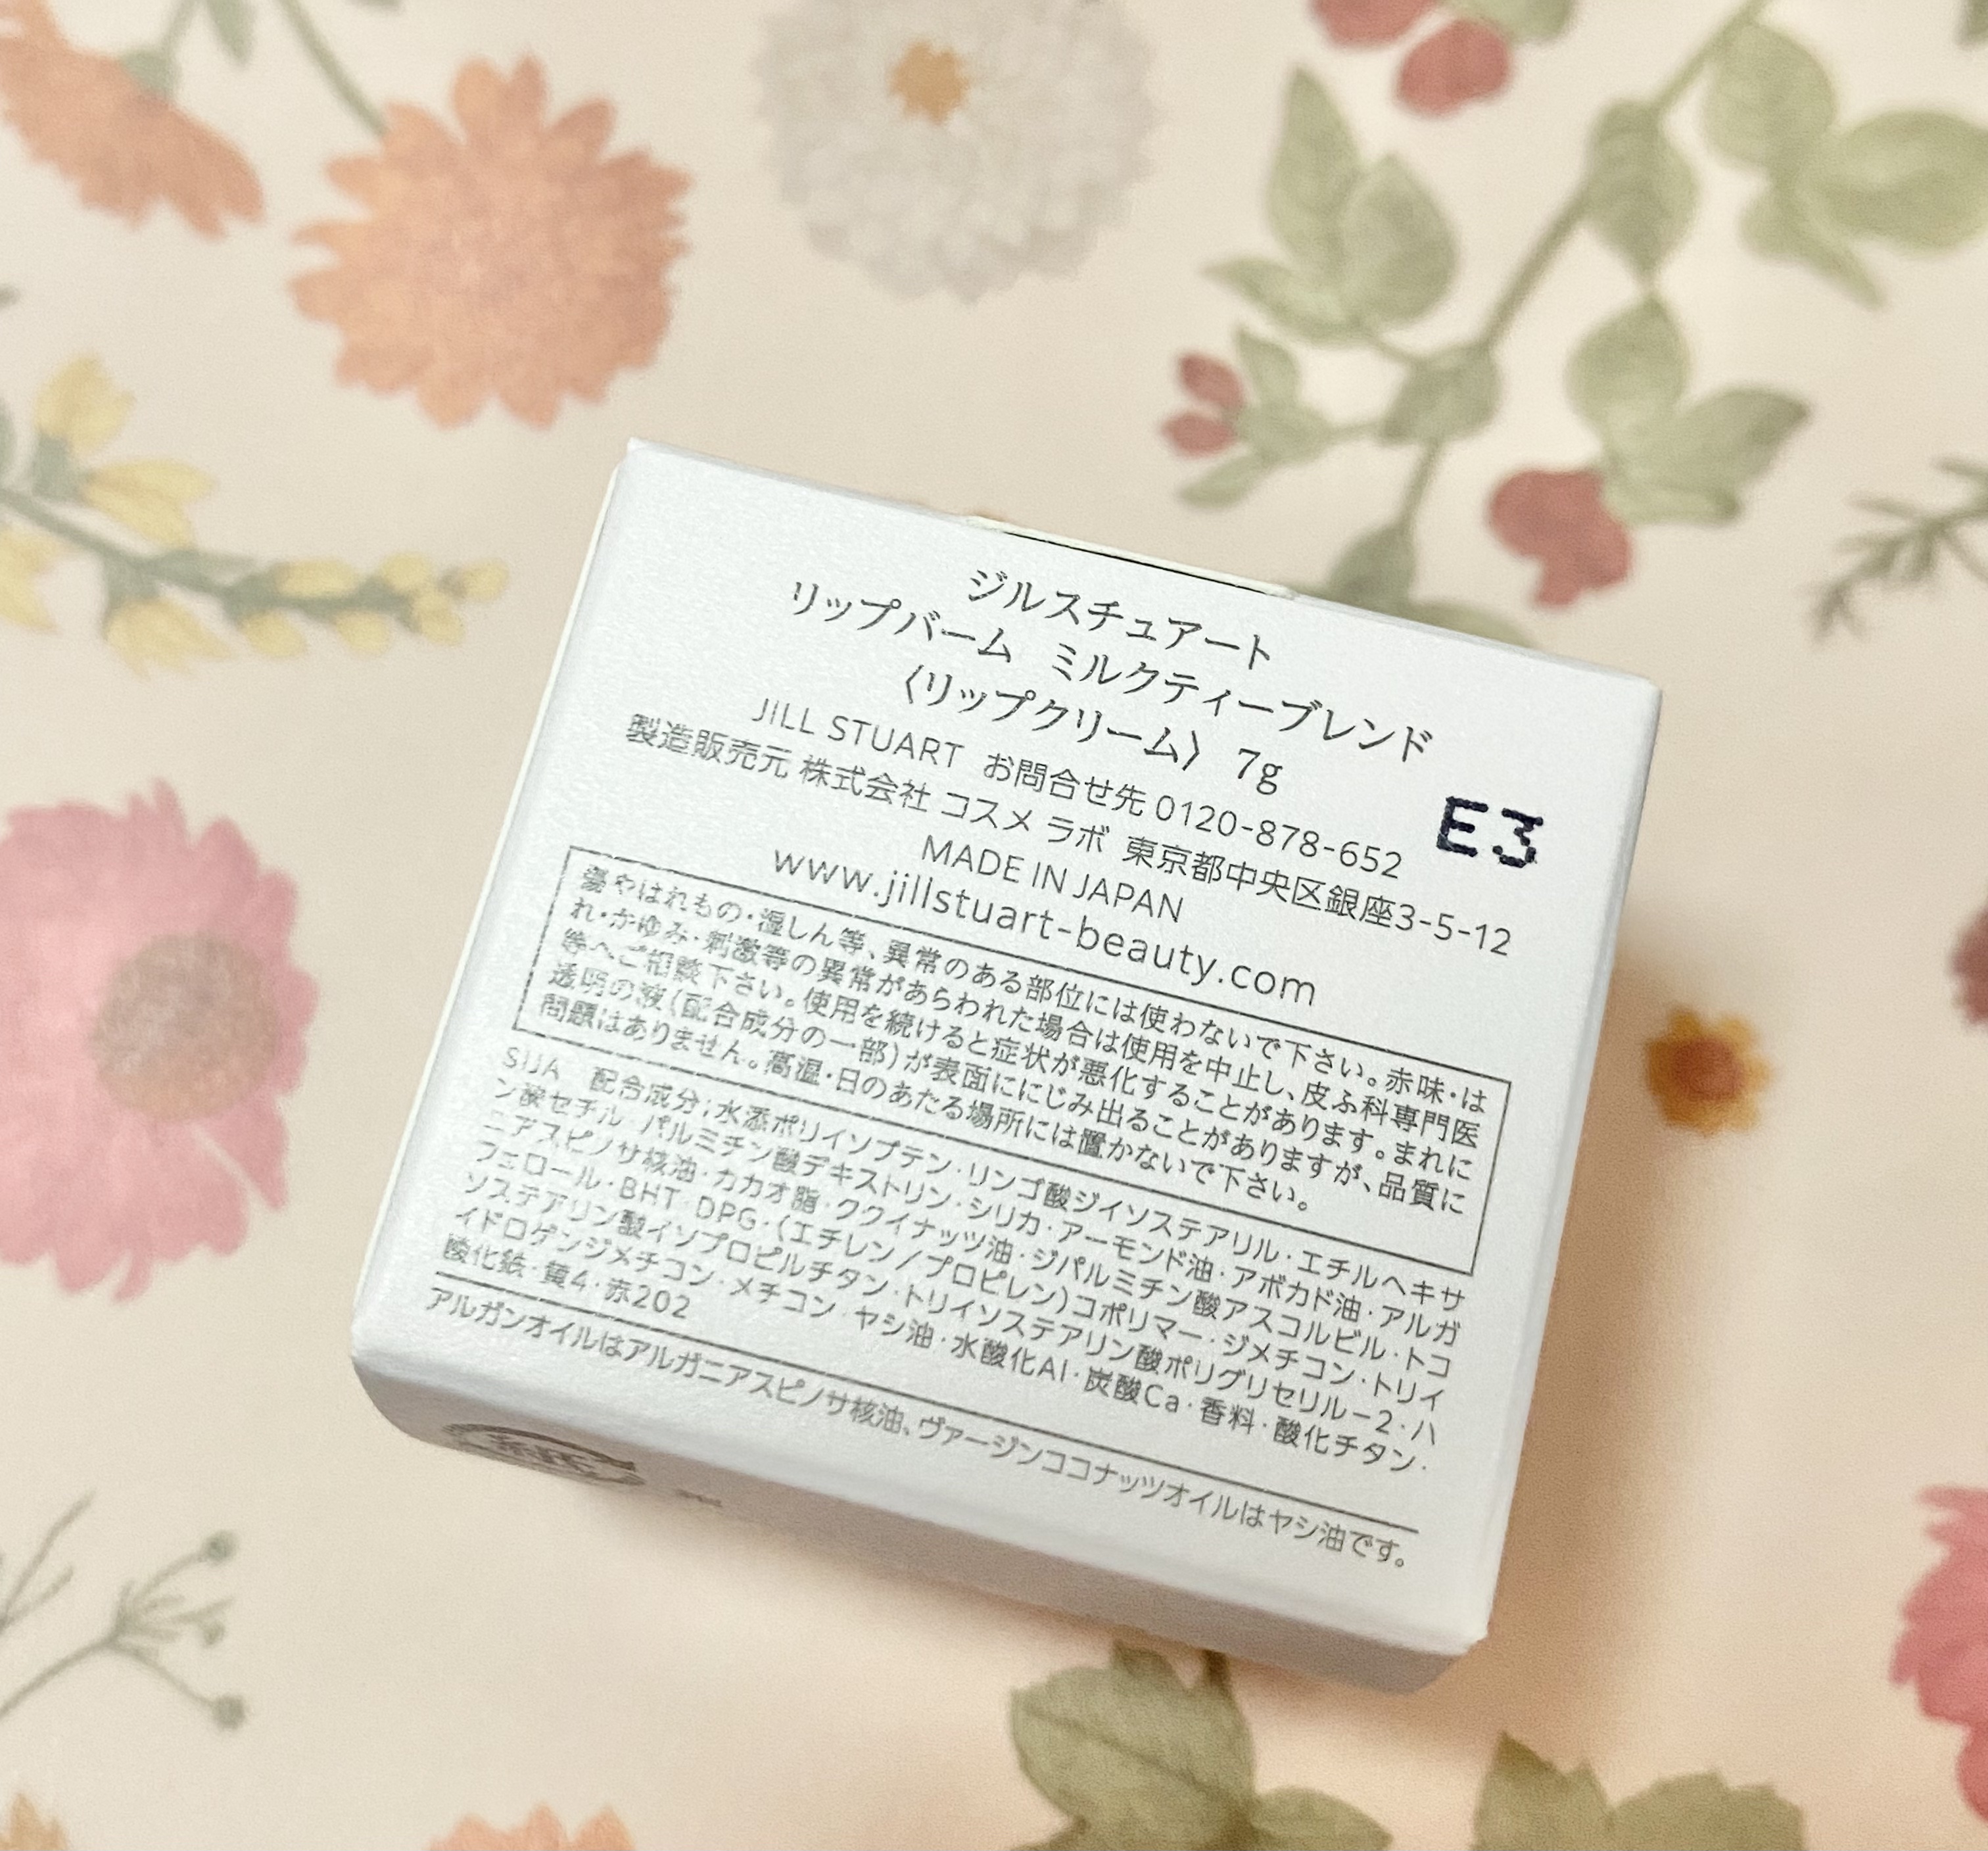 ジルスチュアート
リップバーム ミルクティーブレンド
〈リップクリーム〉 7g
JILL STUART お問合せ先 0120-878-652
E3
製造販売元 株式会社 コスメ ラボ 東京都中央区銀座3-5-12
MADE IN JAPAN
www.jillstuart-beauty.com
傷やはれもの・湿しん等、異常のある部位には使わないで下さい。赤味・は
れ・かゆみ・刺激等の異常があらわれた場合は使用を中止し、皮ふ科専門医
等へご相談下さい。使用を続けると症状が悪化することがあります。まれに
透明の液(配合成分の一部)が表面ににじみ出ることがありますが、品質に
問題はありません。高温・日のあたる場所には置かないで下さい。
SIJA 配合成分;水添ポリイソブテン・リンゴ酸ジイソステアリル・エチルヘキサ
ン酸セチル・パルミチン酸デキストリン・シリカ・アーモンド油・アボカド油・アルガ
ニアスピノサ核油・カカオ脂・ククイナッツ油・ジパルミチン酸アスコルビル・トコ
フェロール・BHT・DPG・(エチレン/プロピレン)コポリマー・ジメチコン・トリイ
ソステアリン酸イソプロピルチタン・トリイソステアリン酸ポリグリセリル-2・ハ
イドロゲンジメチコン・メチコン・ヤシ油・水酸化Al・炭酸Ca・香料・酸化チタン・
酸化鉄・黄4・赤202
アルガンオイルはアルガニアスピノサ核油、ヴァージンココナッツオイルはヤシ油です。